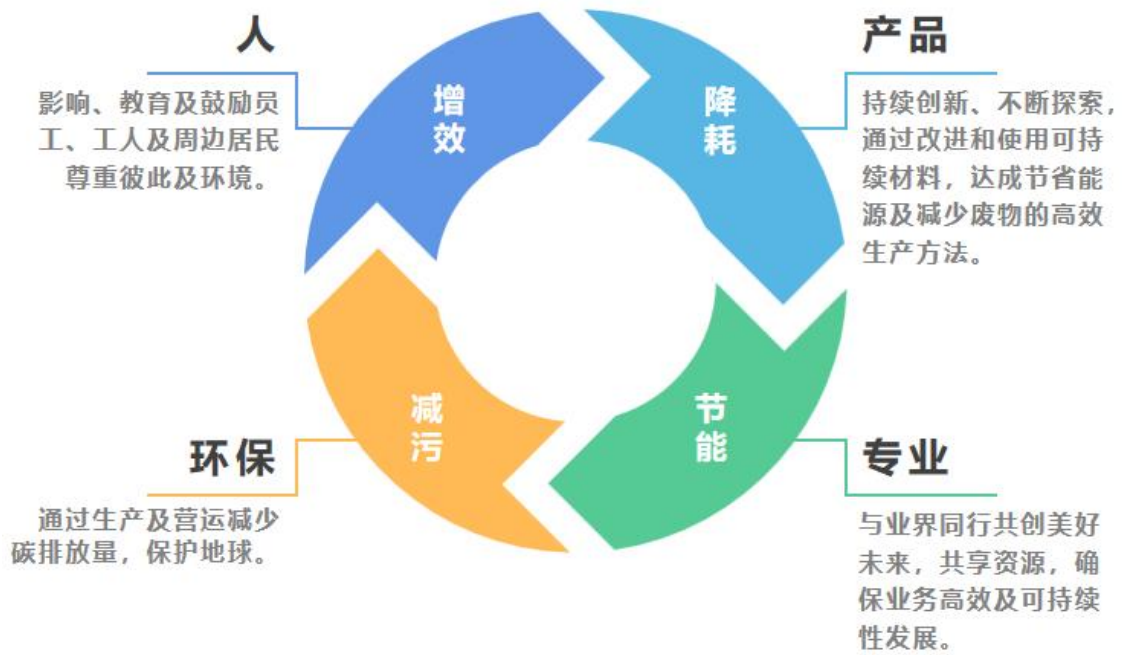 人
影响、教育及鼓励员
工、工人及周边居民
尊重彼此及环境。
增
效
降
耗
产品
持续创新、不断探索，
通过改进和使用可持
续材料，达成节省能
源及减少废物的高效
生产方法。
环保
通过生产及营运减少
碳排放量，保护地球。
减
污
节
能
专业
与业界同行共创美好
未来，共享资源，确
保业务高效及可持续
性发展。